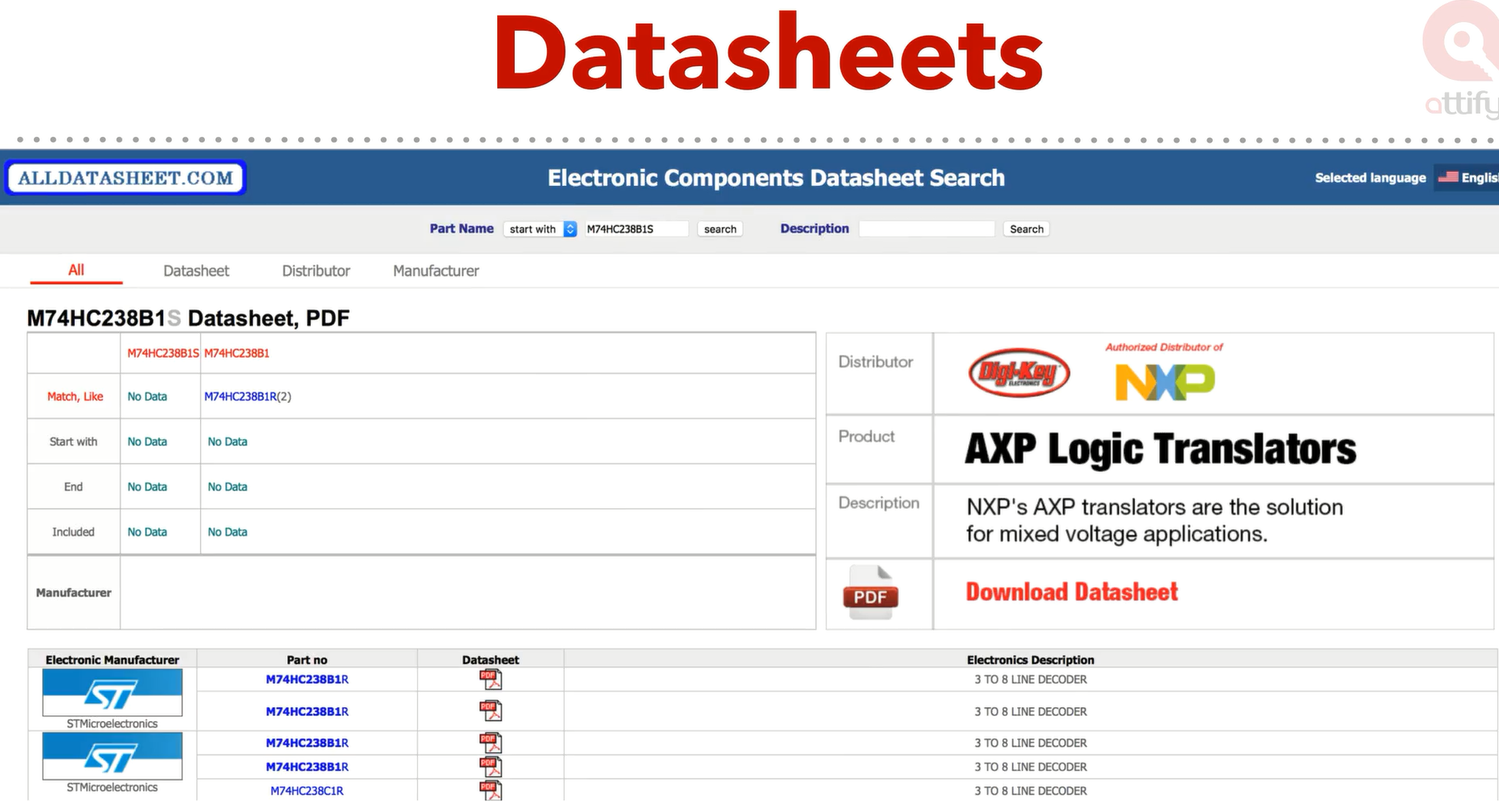 Datasheets
attify
ALLDATASHEET.COM
Electronic Components Datasheet Search
Selected language Englis
Part Name start with M74HC238B1S search Description Search
All Datasheet Distributor Manufacturer
M74HC238B1S Datasheet, PDF
M74HC238B1S M74HC238B1
Match, Like No Data M74HC238B1R(2)
Start with No Data No Data
End No Data No Data
Included No Data No Data
Manufacturer
Distributor Digi-Key ELECTRONICS Authorized Distributor of NXP
Product AXP Logic Translators
Description NXP's AXP translators are the solution
for mixed voltage applications.
PDF Download Datasheet
Electronic Manufacturer Part no Datasheet Electronics Description
ST
STMicroelectronics
M74HC238B1R PDF 3 TO 8 LINE DECODER
M74HC238B1R PDF 3 TO 8 LINE DECODER
ST
STMicroelectronics
M74HC238B1R PDF 3 TO 8 LINE DECODER
M74HC238B1R PDF 3 TO 8 LINE DECODER
M74HC238C1R PDF 3 TO 8 LINE DECODER